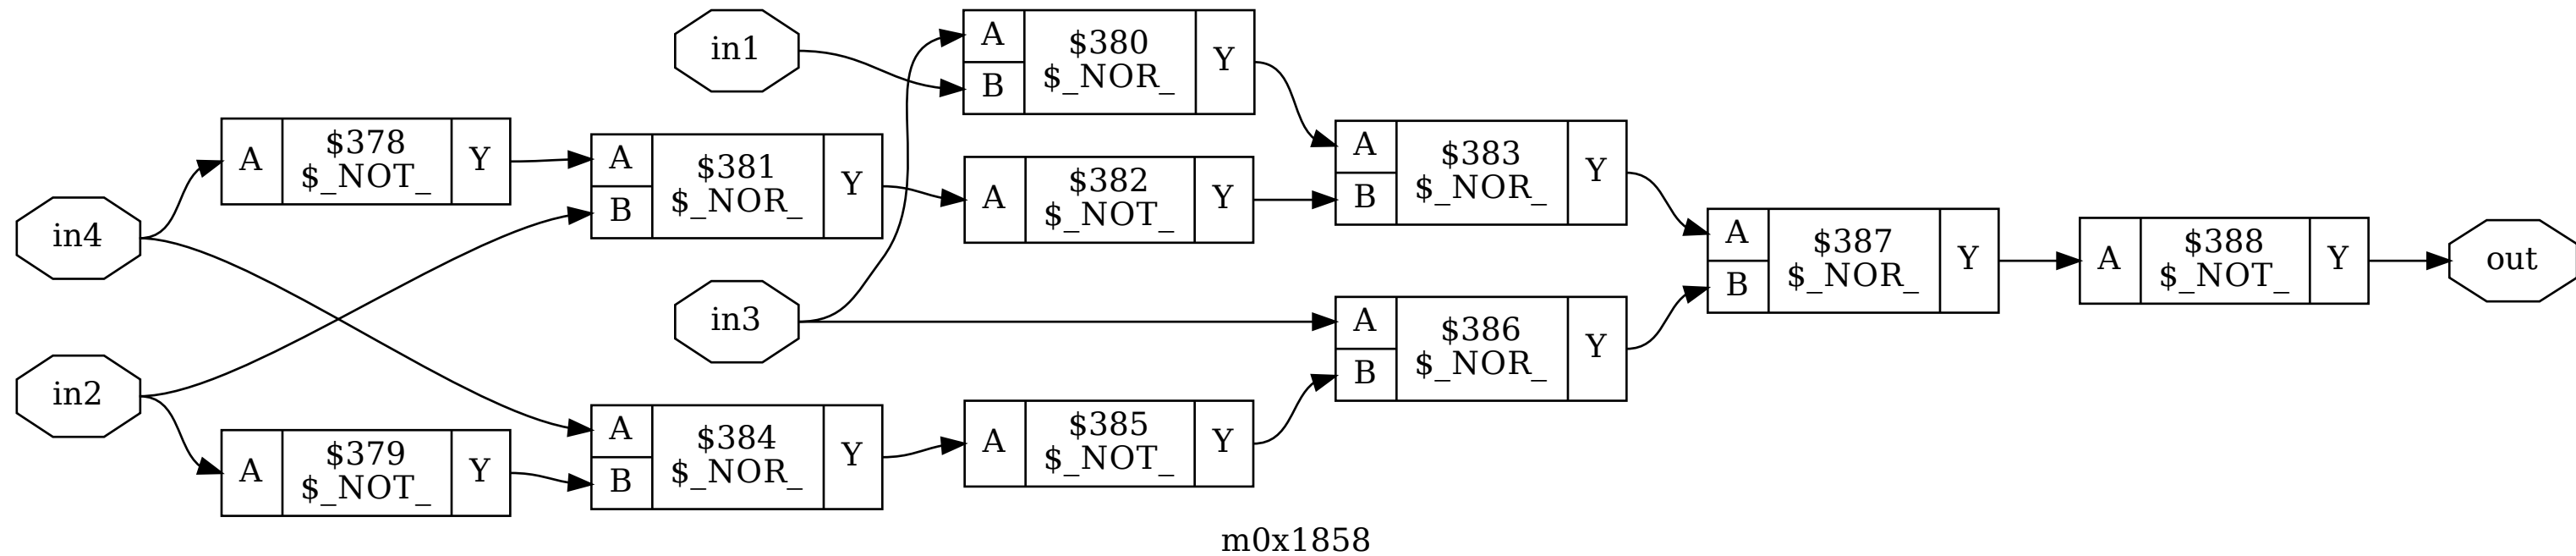 in1
A
B
$380
$_NOR_
Y
A
$378
$_NOT_
Y
A
B
$381
$_NOR_
Y
A
$382
$_NOT_
Y
A
B
$383
$_NOR_
Y
in4
in3
A
B
$387
$_NOR_
Y
A
$388
$_NOT_
Y
out
A
B
$386
$_NOR_
Y
in2
A
$379
$_NOT_
Y
A
B
$384
$_NOR_
Y
A
$385
$_NOT_
Y
m0x1858